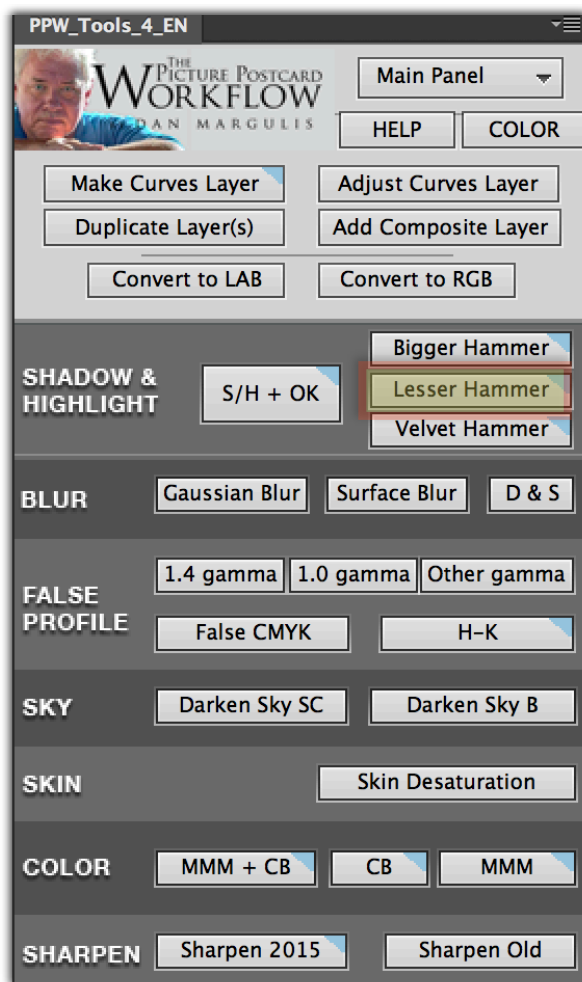 PPW_Tools_4_EN
THE
PICTURE POSTCARD
WORKFLOW
DAN MARGULIS
Main Panel
HELP
COLOR
Make Curves Layer
Adjust Curves Layer
Duplicate Layer(s)
Add Composite Layer
Convert to LAB
Convert to RGB
SHADOW &
HIGHLIGHT
S/H + OK
Bigger Hammer
Lesser Hammer
Velvet Hammer
BLUR
Gaussian Blur
Surface Blur
D & S
FALSE
PROFILE
1.4 gamma
1.0 gamma
Other gamma
False CMYK
H-K
SKY
Darken Sky SC
Darken Sky B
SKIN
Skin Desaturation
COLOR
MMM + CB
CB
MMM
SHARPEN
Sharpen 2015
Sharpen Old